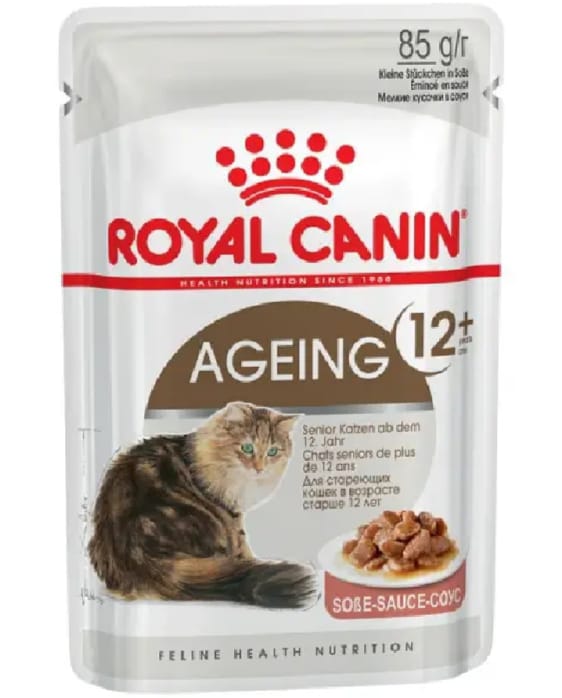 85 g/г
Kleine Stückchen in Soße
Émincé en sauce
Мелкие кусочки в соусе
ROYAL CANIN®
HEALTH NUTRITION SINCE 1968
AGEING 12+
years
ans
Senior Katzen ab dem
12. Jahr
Chats seniors de plus
de 12 ans
Для стареющих
кошек в возрасте
старше 12 лет
SOßE-SAUCE-СОУС
FELINE HEALTH NUTRITION